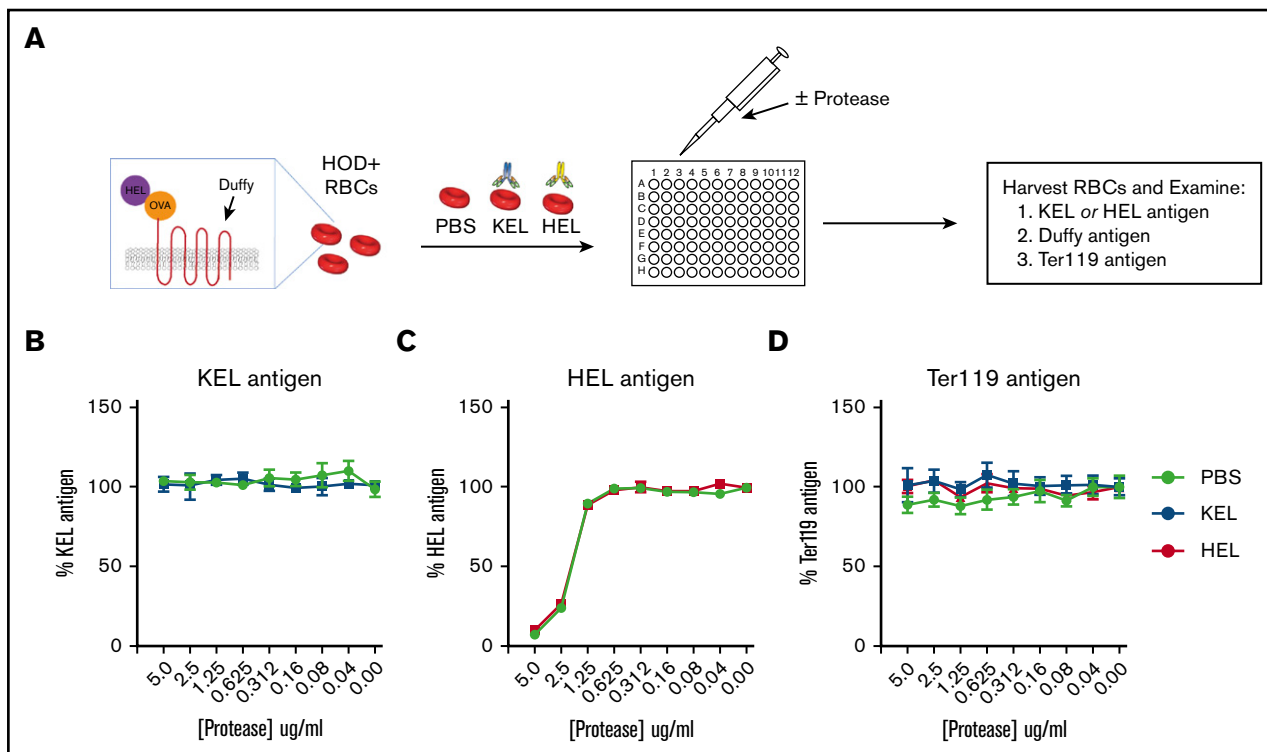 A
HEL
OVA
Duffy
HOD+
RBCs
PBS KEL HEL
± Protease
1 2 3 4 5 6 7 8 9 10 11 12
A
B
C
D
E
F
G
H
Harvest RBCs and Examine:
1. KEL or HEL antigen
2. Duffy antigen
3. Ter119 antigen
B
KEL antigen
% KEL antigen
150
100
50
0
5.0 2.5 1.25 0.625 0.312 0.16 0.08 0.04 0.00
[Protease] ug/ml
C
HEL antigen
% HEL antigen
150
100
50
0
5.0 2.5 1.25 0.625 0.312 0.16 0.08 0.04 0.00
[Protease] ug/ml
D
Ter119 antigen
% Ter119 antigen
150
100
50
0
5.0 2.5 1.25 0.625 0.312 0.16 0.08 0.04 0.00
[Protease] ug/ml
PBS
KEL
HEL